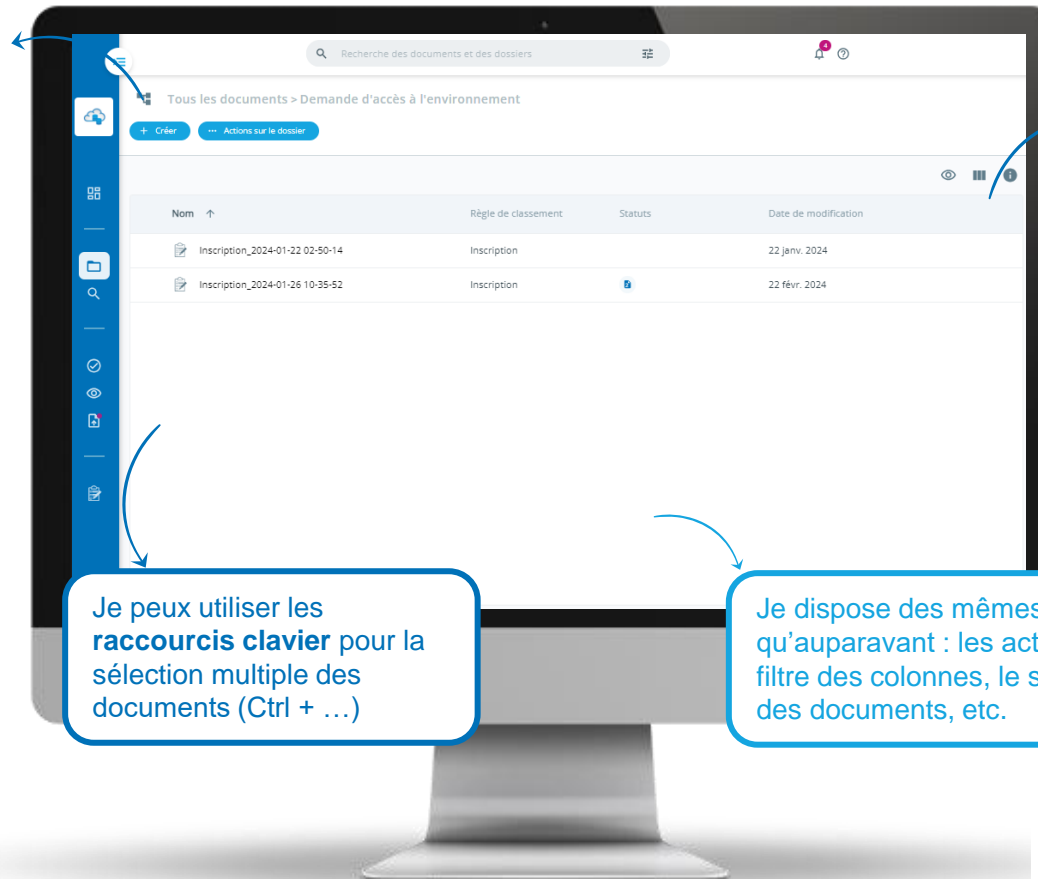 Recherche des documents et des dossiers
4
Tous les documents > Demande d'accès à l'environnement
+ Créer
··· Actions sur le dossier
Nom ↑ Règle de classement Statuts Date de modification
Inscription_2024-01-22 02-50-14 Inscription 22 janv. 2024
Inscription_2024-01-26 10-35-52 Inscription 22 févr. 2024
Je peux utiliser les
raccourcis clavier pour la
sélection multiple des
documents (Ctrl + …)
Je dispose des mêmes
qu'auparavant : les act
filtre des colonnes, le s
des documents, etc.